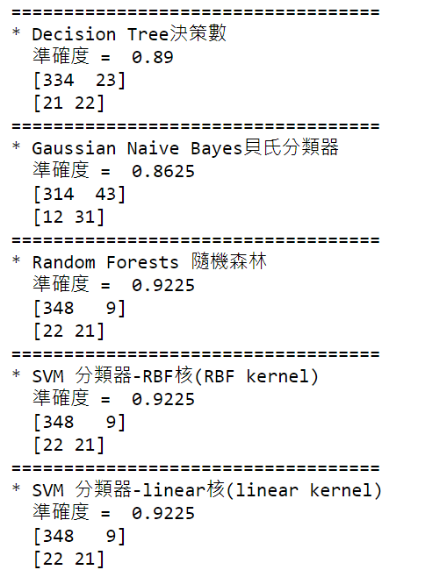 ===================================
* Decision Tree決策數
準確度 =  0.89
[334  23]
[21 22]
===================================
* Gaussian Naive Bayes貝氏分類器
準確度 =  0.8625
[314  43]
[12 31]
===================================
* Random Forests 隨機森林
準確度 =  0.9225
[348   9]
[22 21]
===================================
* SVM 分類器-RBF核(RBF kernel)
準確度 =  0.9225
[348   9]
[22 21]
===================================
* SVM 分類器-linear核(linear kernel)
準確度 =  0.9225
[348   9]
[22 21]